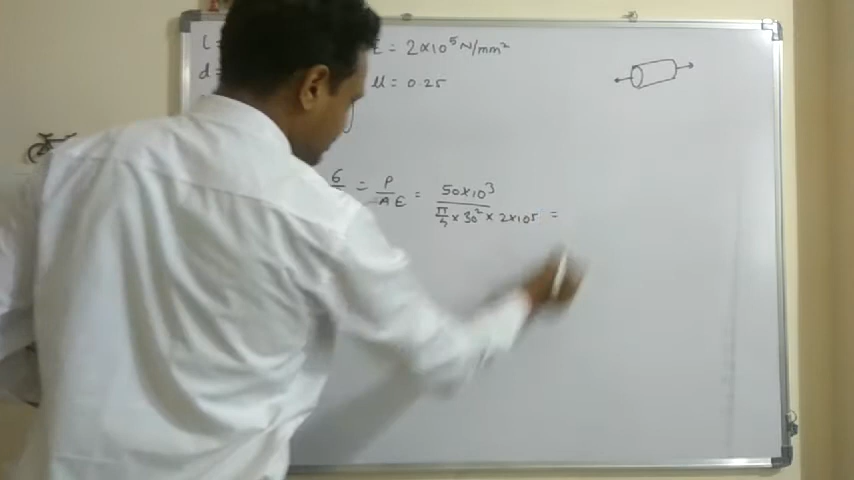 l = E = 2×10⁵ N/mm²
d = μ = 0.25
б = P/AE = 50×10³ / (π/4 × 30² × 2×10⁵) =